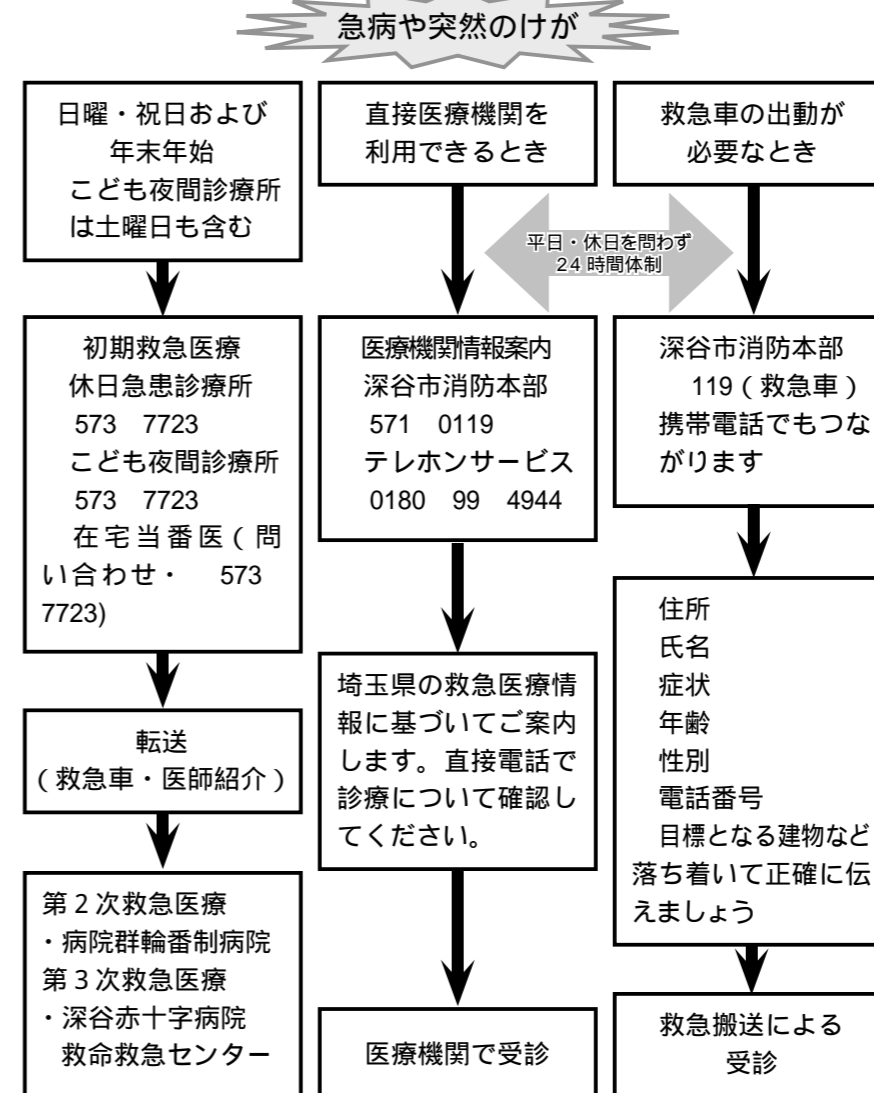 急病や突然のけが
日曜・祝日および
年末年始
こども夜間診療所
は土曜日も含む
初期救急医療
休日急患診療所
573 7723
こども夜間診療所
573 7723
在宅当番医(問
い合わせ・ 573
7723)
転送
(救急車・医師紹介)
第2次救急医療
・病院群輪番制病院
第3次救急医療
・深谷赤十字病院
救命救急センター
直接医療機関を
利用できるとき
平日・休日を問わず
24時間体制
医療機関情報案内
深谷市消防本部
571 0119
テレホンサービス
0180 99 4944
埼玉県の救急医療情
報に基づいてご案内
します。直接電話で
診療について確認し
てください。
医療機関で受診
救急車の出動が
必要なとき
深谷市消防本部
119(救急車)
携帯電話でもつな
がります
住所
氏名
症状
年齢
性別
電話番号
目標となる建物など
落ち着いて正確に伝
えましょう
救急搬送による
受診